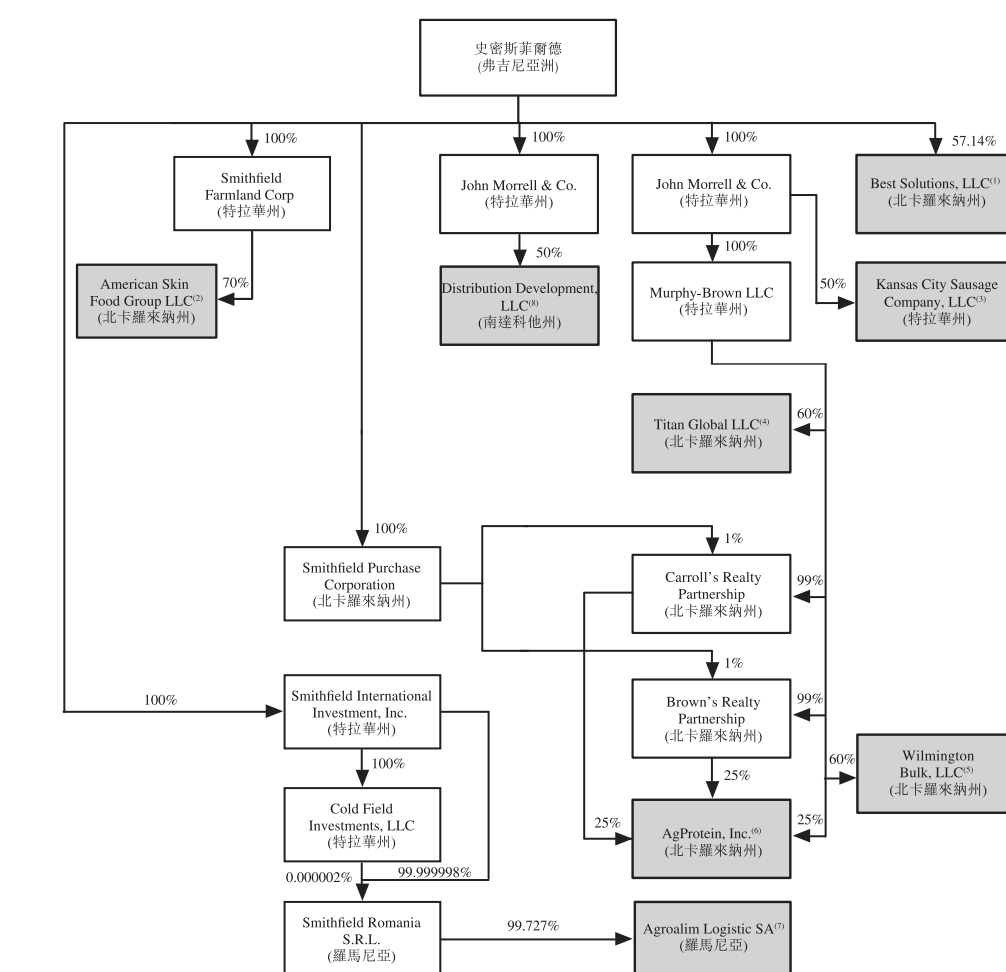 史密斯菲爾德
(弗吉尼亞洲)
100%
100%
100%
57.14%
Smithfield
Farmland Corp
(特拉華州)
John Morrell & Co.
(特拉華州)
John Morrell & Co.
(特拉華州)
Best Solutions, LLC(1)
(北卡羅來納州)
70%
50%
100%
50%
American Skin
Food Group LLC(2)
(北卡羅來納州)
Distribution Development,
LLC(8)
(南達科他州)
Murphy-Brown LLC
(特拉華州)
Kansas City Sausage
Company, LLC(3)
(特拉華州)
60%
Titan Global LLC(4)
(北卡羅來納州)
100%
1%
Smithfield Purchase
Corporation
(北卡羅來納州)
Carroll's Realty
Partnership
(北卡羅來納州)
99%
1%
100%
Smithfield International
Investment, Inc.
(特拉華州)
Brown's Realty
Partnership
(北卡羅來納州)
99%
100%
25%
60%
Wilmington
Bulk, LLC(5)
(北卡羅來納州)
Cold Field
Investments, LLC
(特拉華州)
25%
AgProtein, Inc.(6)
(北卡羅來納州)
25%
0.000002%
99.999998%
Smithfield Romania
S.R.L.
(羅馬尼亞)
99.727%
Agroalim Logistic SA(7)
(羅馬尼亞)